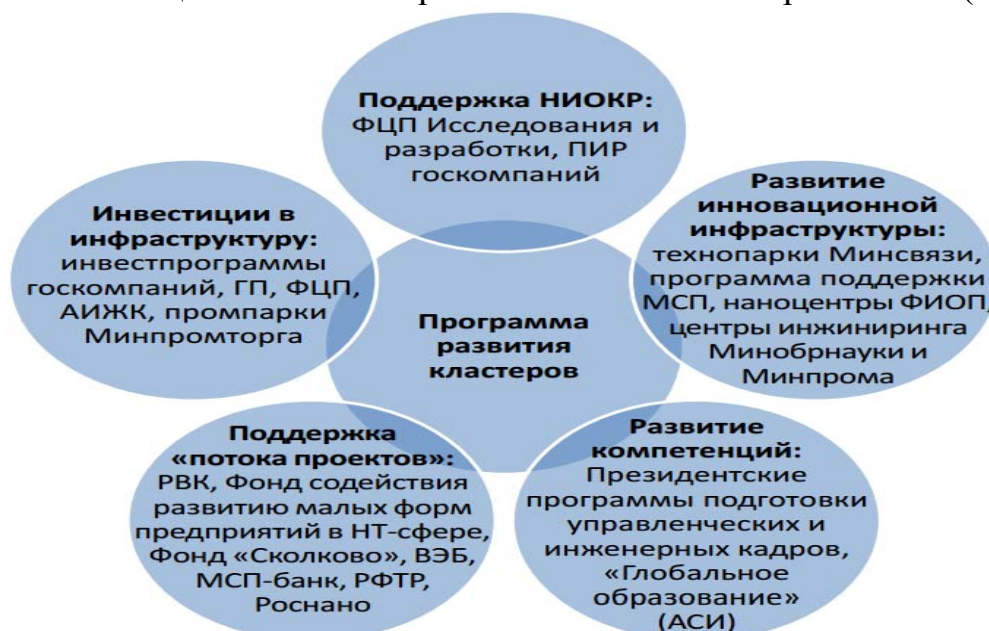 Поддержка НИОКР:
ФЦП Исследования и
разработки, ПИР
госкомпаний
Инвестиции в
инфраструктуру:
инвестпрограммы
госкомпаний, ГП, ФЦП,
АИЖК, промпарки
Минпромторга
Развитие
инновационной
инфраструктуры:
технопарки Минсвязи,
программа поддержки
МСП, наноцентры ФИОП,
центры инжиниринга
Минобрнауки и
Минпрома
Программа
развития
кластеров
Поддержка
«потока проектов»:
РВК, Фонд содействия
развитию малых форм
предприятий в НТ-сфере,
Фонд «Сколково», ВЭБ,
МСП-банк, РФТР,
Роснано
Развитие
компетенций:
Президентские
программы подготовки
управленческих и
инженерных кадров,
«Глобальное
образование»
(АСИ)